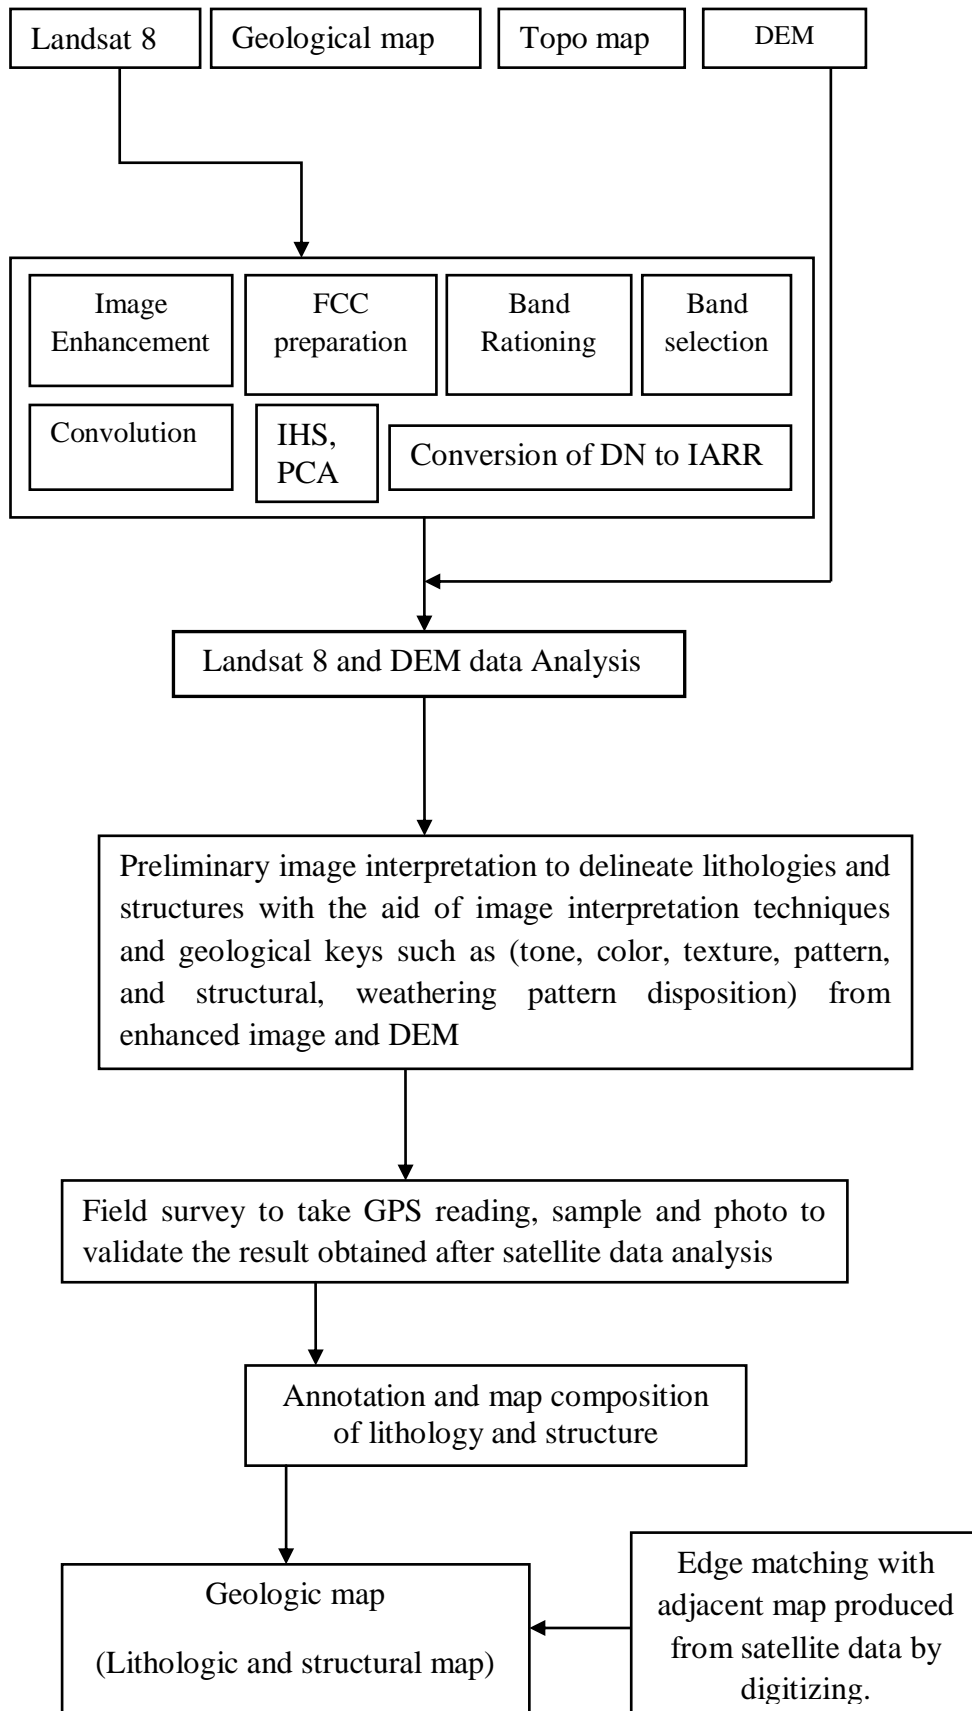 Landsat 8
Geological map
Topo map
DEM
Image
Enhancement
FCC
preparation
Band
Rationing
Band
selection
Convolution
IHS,
PCA
Conversion of DN to IARR
Landsat 8 and DEM data Analysis
Preliminary image interpretation to delineate lithologies and
structures with the aid of image interpretation techniques
and geological keys such as (tone, color, texture, pattern,
and structural, weathering pattern disposition) from
enhanced image and DEM
Field survey to take GPS reading, sample and photo to
validate the result obtained after satellite data analysis
Annotation and map composition
of lithology and structure
Geologic map
(Lithologic and structural map)
Edge matching with
adjacent map produced
from satellite data by
digitizing.